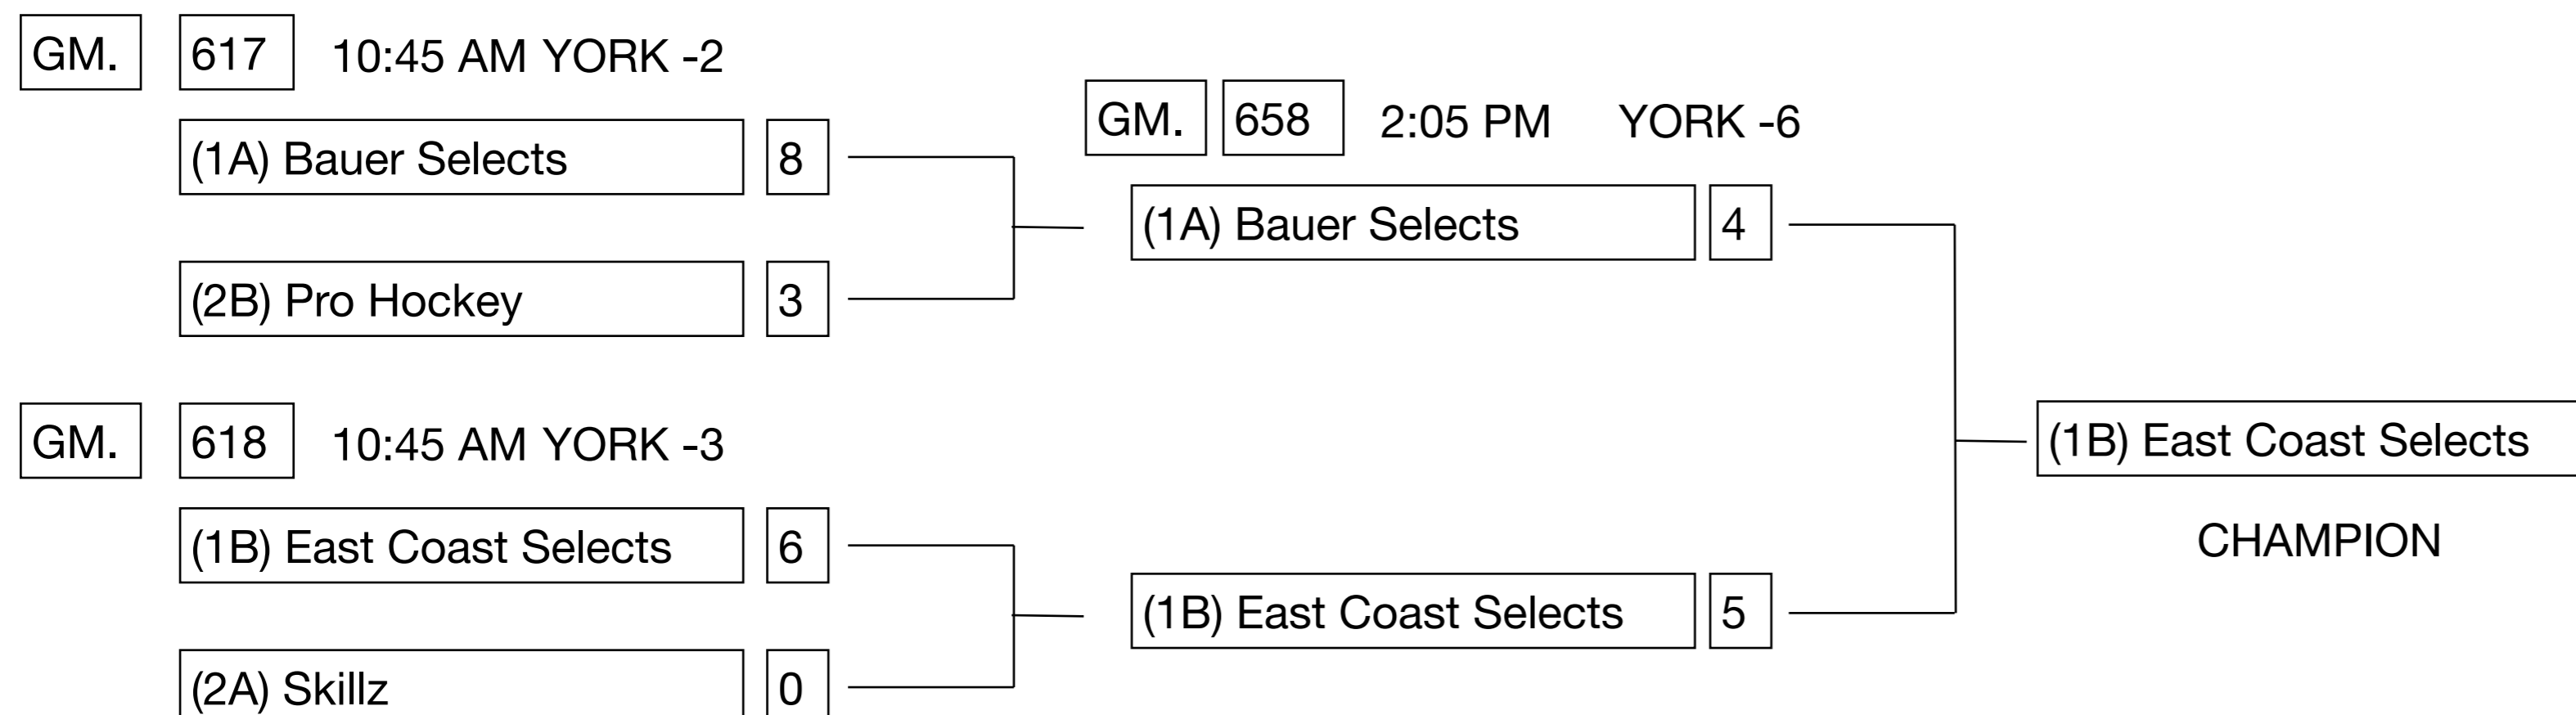 GM. 617 10:45 AM YORK -2
(1A) Bauer Selects 8
(2B) Pro Hockey 3
GM. 618 10:45 AM YORK -3
(1B) East Coast Selects 6
(2A) Skillz 0
GM. 658 2:05 PM YORK -6
(1A) Bauer Selects 4
(1B) East Coast Selects 5
(1B) East Coast Selects
CHAMPION